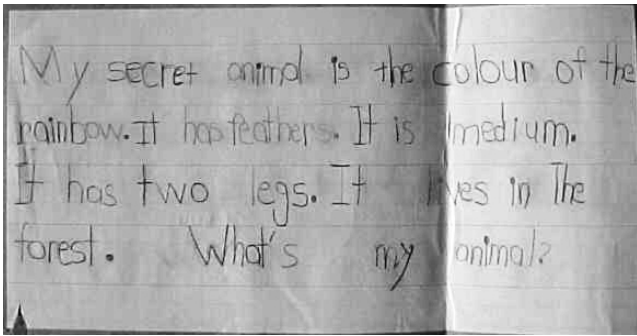 My secret animal is the colour of the
rainbow. It has feathers. It is medium.
It has two legs. It lives in The
forest. What's my animal?